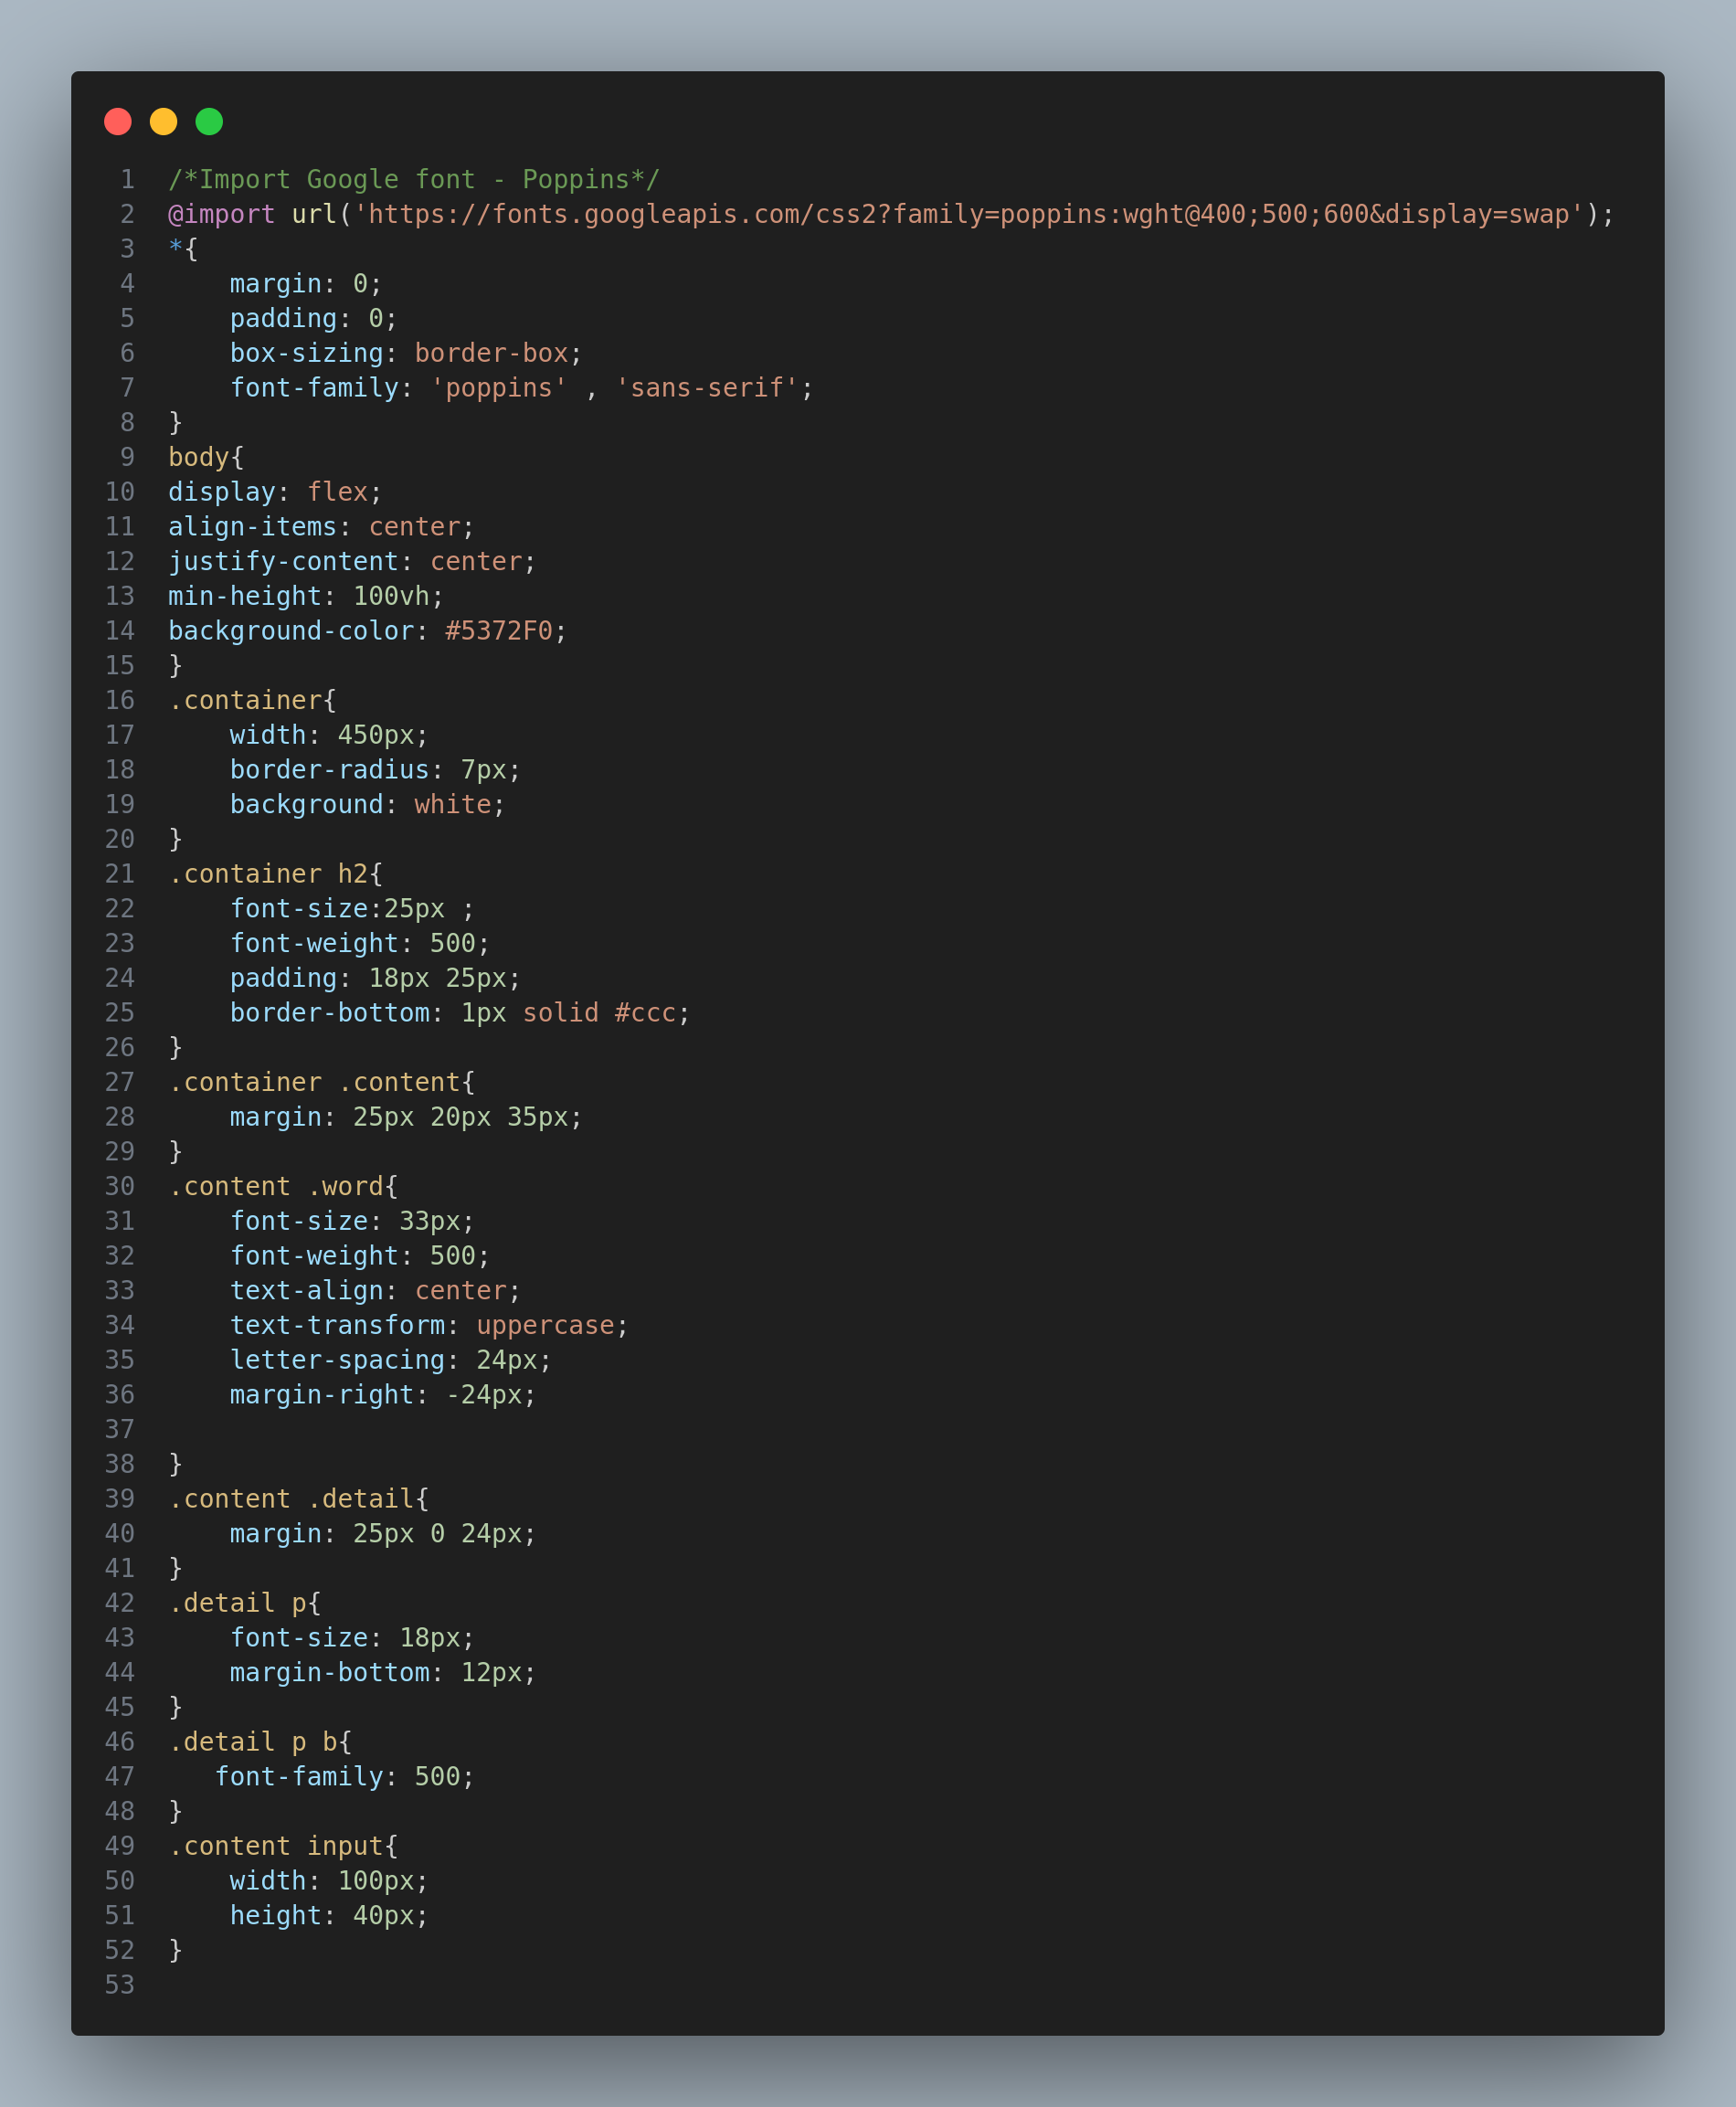 1 /*Import Google font - Poppins*/
2 @import url('https://fonts.googleapis.com/css2?family=poppins:wght@400;500;600&display=swap');
3 *{
4     margin: 0;
5     padding: 0;
6     box-sizing: border-box;
7     font-family: 'poppins' , 'sans-serif';
8 }
9 body{
10 display: flex;
11 align-items: center;
12 justify-content: center;
13 min-height: 100vh;
14 background-color: #5372F0;
15 }
16 .container{
17     width: 450px;
18     border-radius: 7px;
19     background: white;
20 }
21 .container h2{
22     font-size:25px ;
23     font-weight: 500;
24     padding: 18px 25px;
25     border-bottom: 1px solid #ccc;
26 }
27 .container .content{
28     margin: 25px 20px 35px;
29 }
30 .content .word{
31     font-size: 33px;
32     font-weight: 500;
33     text-align: center;
34     text-transform: uppercase;
35     letter-spacing: 24px;
36     margin-right: -24px;
37
38 }
39 .content .detail{
40     margin: 25px 0 24px;
41 }
42 .detail p{
43     font-size: 18px;
44     margin-bottom: 12px;
45 }
46 .detail p b{
47    font-family: 500;
48 }
49 .content input{
50     width: 100px;
51     height: 40px;
52 }
53